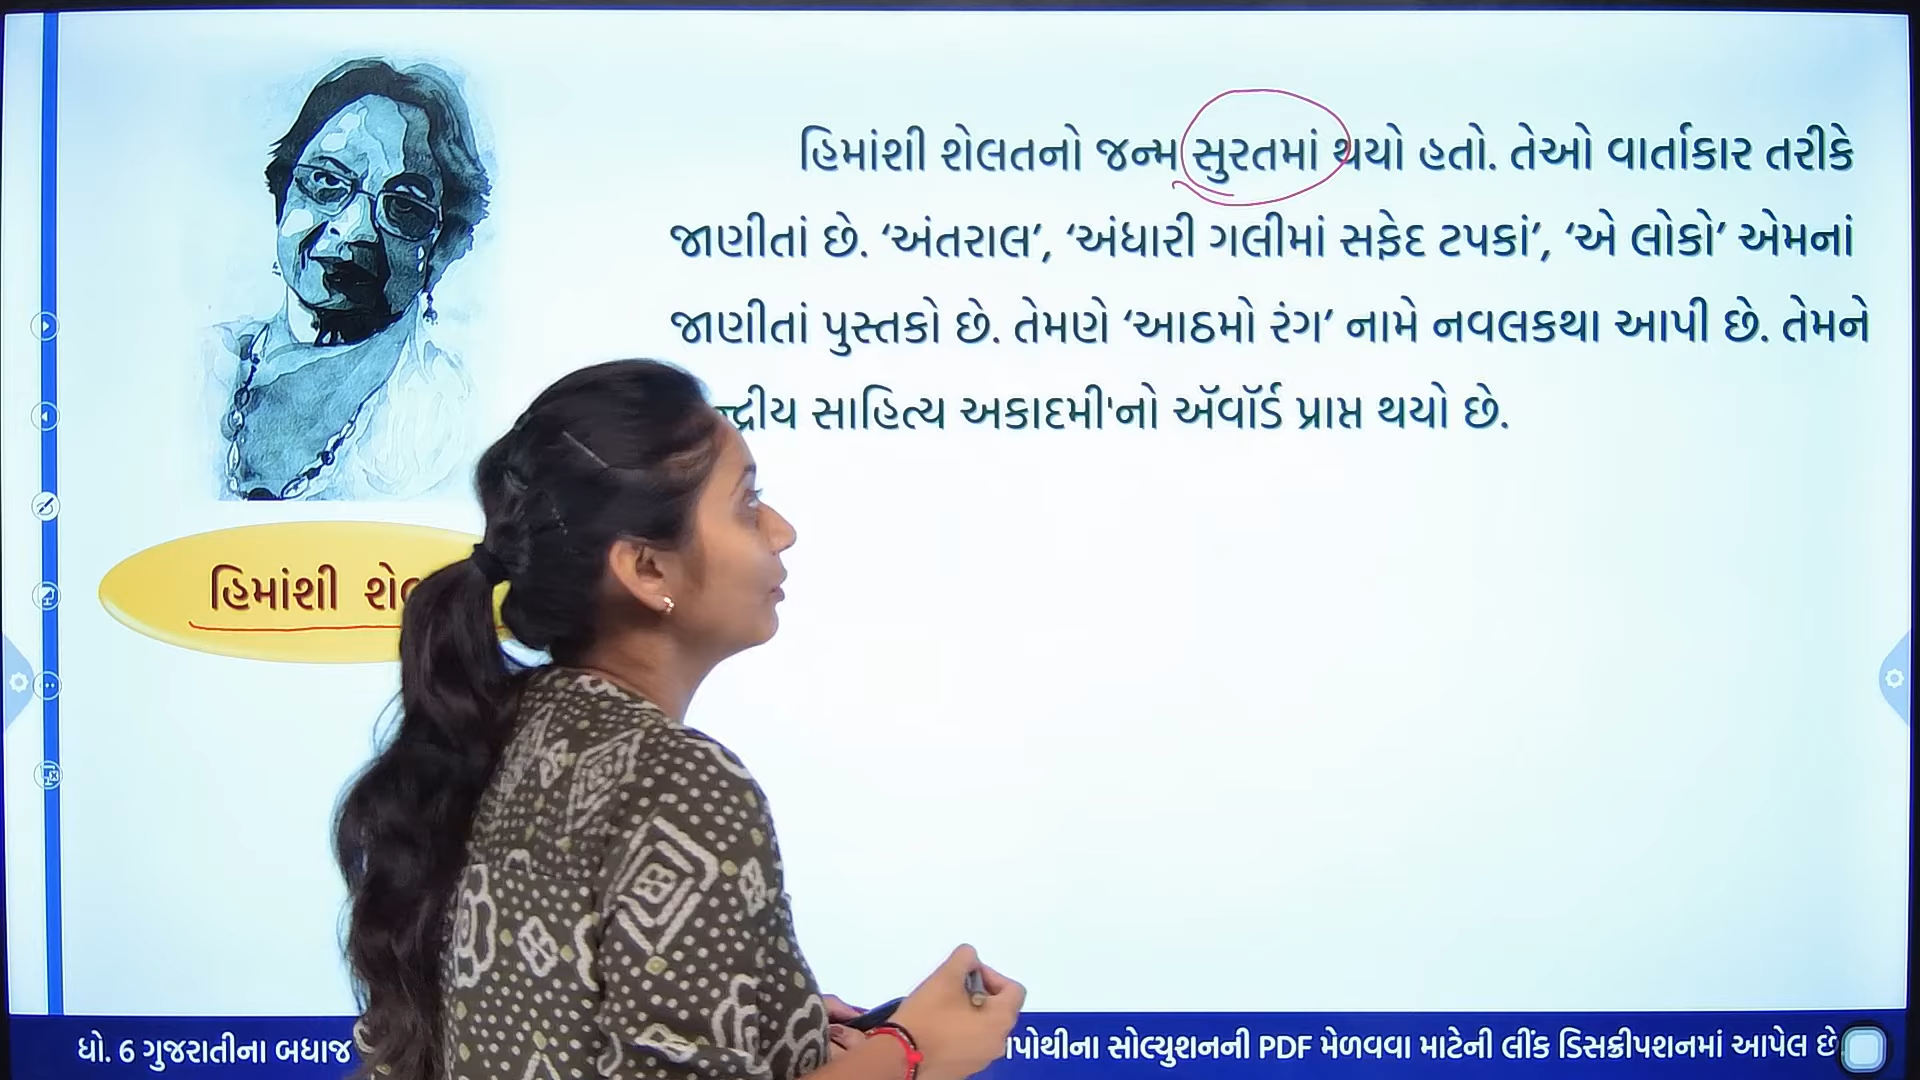 હિમાંશી શેલતનો જન્મ સુરતમાં થયો હતો. તેઓ વાર્તાકાર તરીકે
જાણીતાં છે. ‘અંતરાલ’, ‘અંધારી ગલીમાં સફેદ ટપકાં’, ‘એ લોકો’ એમનાં
જાણીતાં પુસ્તકો છે. તેમણે ‘આઠમો રંગ’ નામે નવલકથા આપી છે. તેમને
સાહિત્ય અકાદમી'નો ઍવૉર્ડ પ્રાપ્ત થયો છે.
હિમાંશી
ધો. 6 ગુજરાતીના બધાજ
સોલ્યુશનની PDF મેળવવા માટેની લીંક ડિસક્રીપશનમાં આપેલ છે